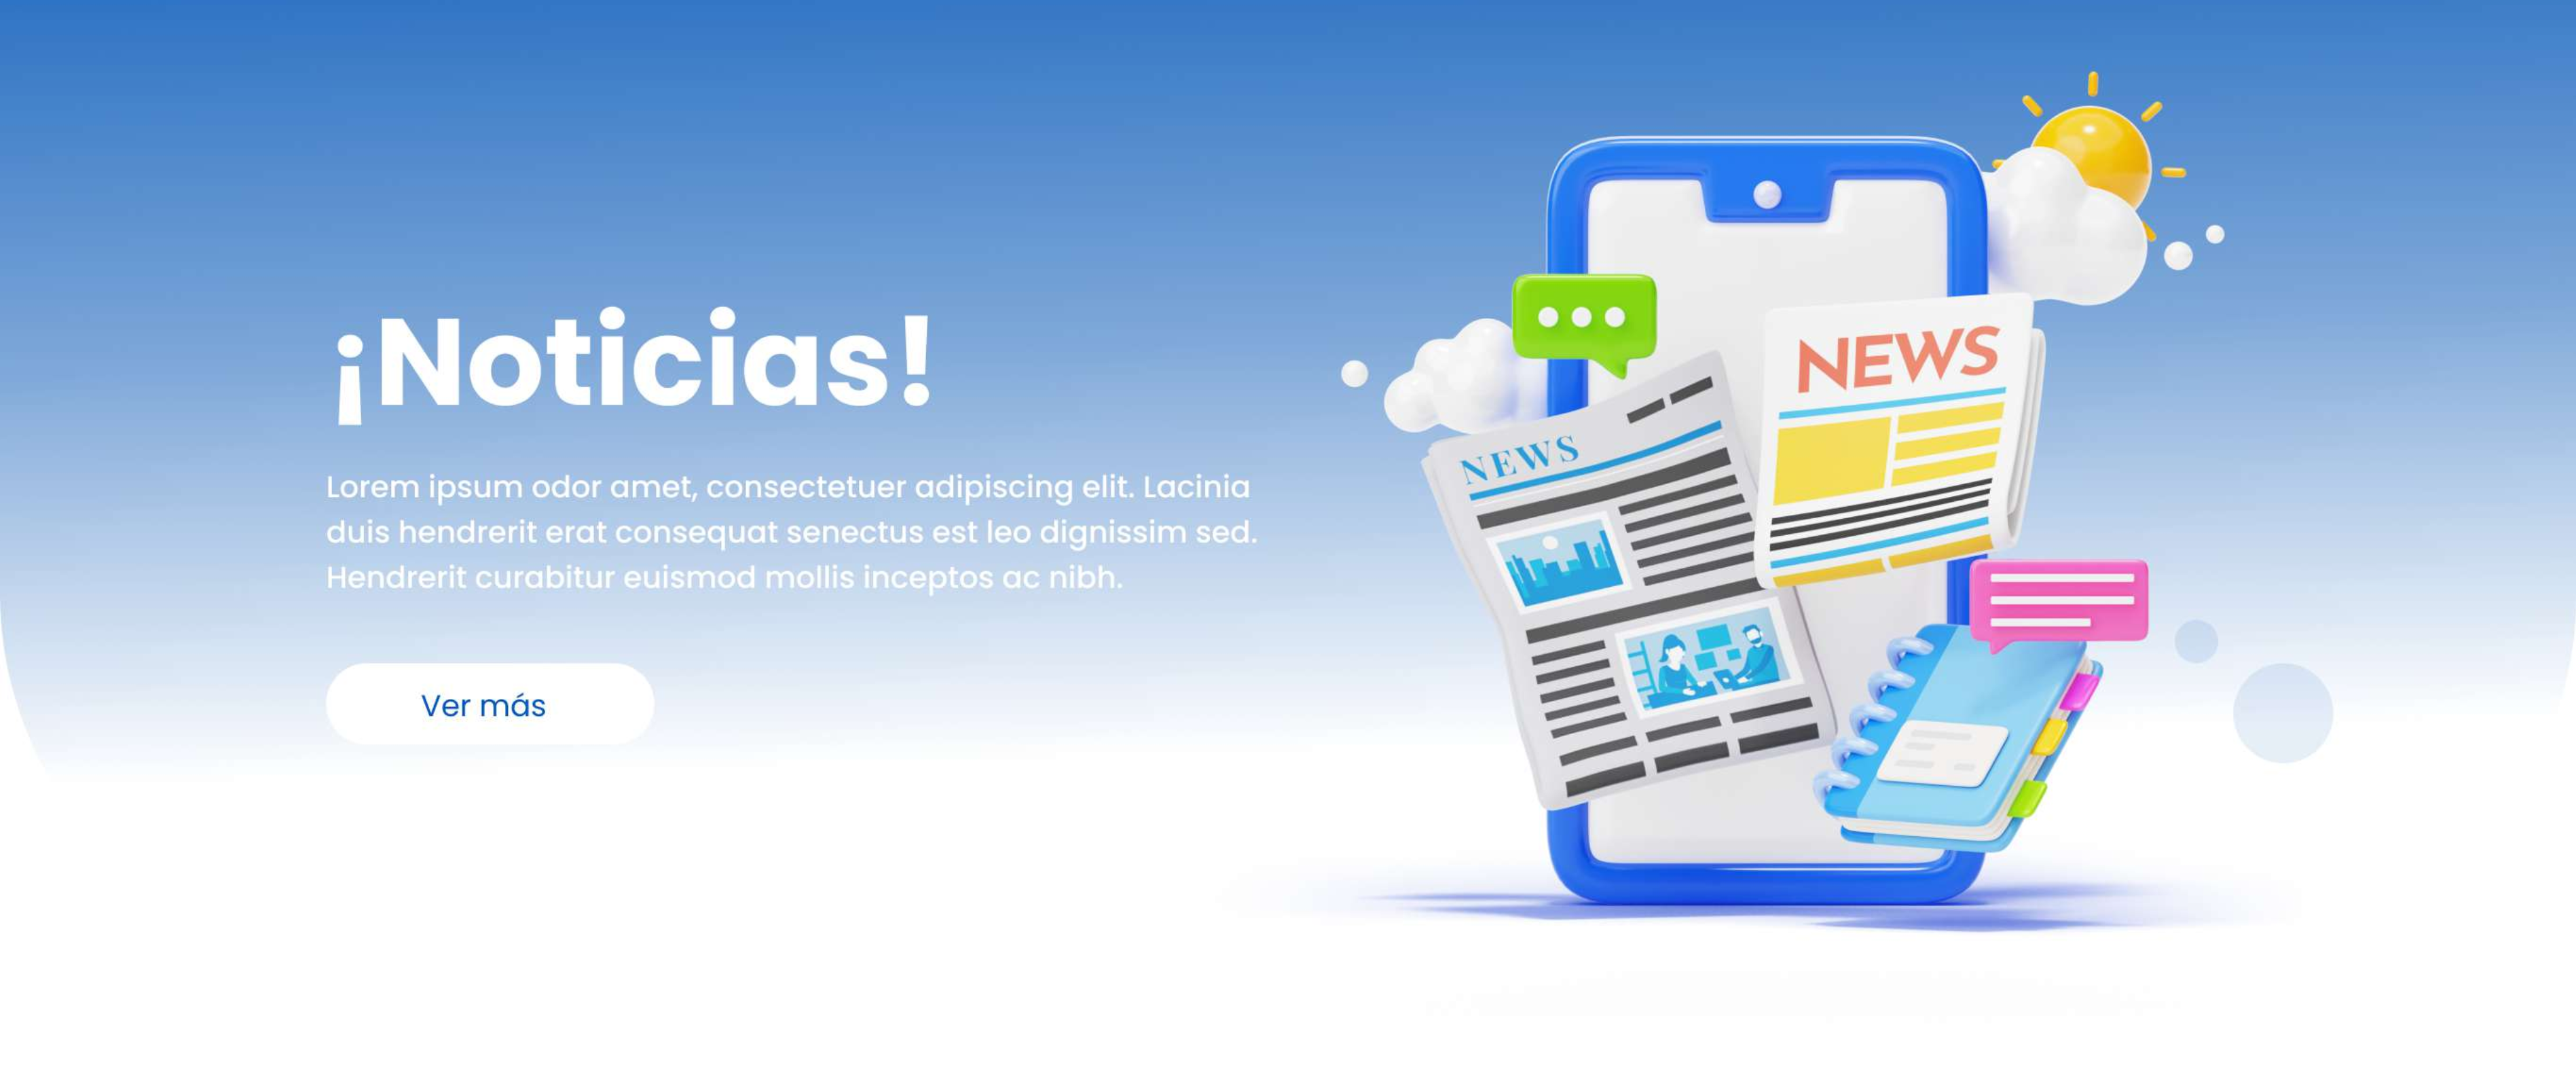 ¡Noticias!
Lorem ipsum odor amet, consectetuer adipiscing elit. Lacinia
duis hendrerit erat consequat senectus est leo dignissim sed.
Hendrerit curabitur euismod mollis inceptos ac nibh.
Ver más
NEWS
NEWS